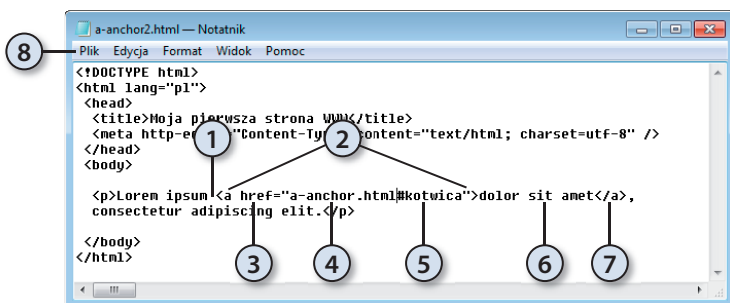 a-anchor2.html — Notatnik
8
Plik Edycja Format Widok Pomoc
<!DOCTYPE html>
<html lang="pl">
<head>
<title>Moja pierwsza strona WWW</title>
<meta http-e ="Content-Ty content="text/html; charset=utf-8" />
</head>
<body>
1 2
<p>Lorem ipsum <a href="a-anchor.html#kotwica">dolor sit amet</a>,
consectetur adipiscing elit.</p>
</body>
</html>
3 4 5 6 7